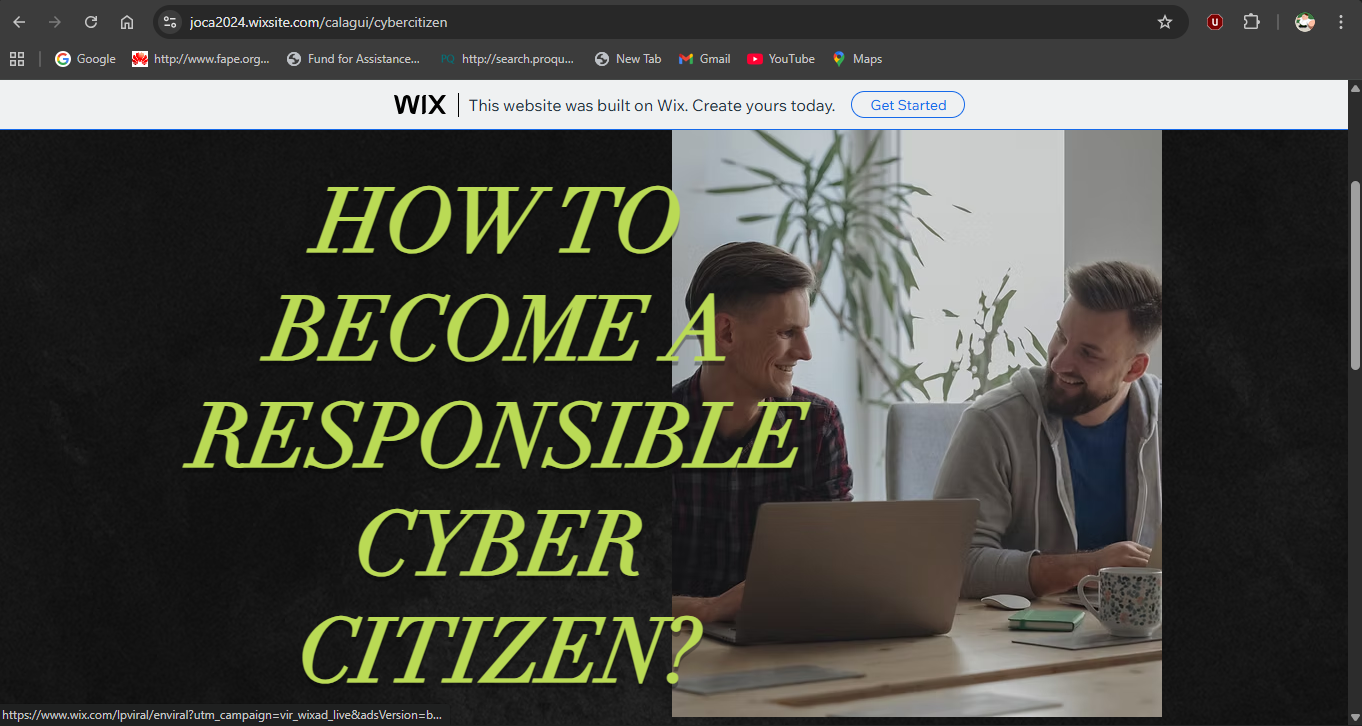 joca2024.wixsite.com/calagui/cybercitizen
Google
http://www.fape.org...
Fund for Assistance...
PQ http://search.proqu...
New Tab
Gmail
YouTube
Maps
WIX | This website was built on Wix. Create yours today. Get Started
HOW TO
BECOME A
RESPONSIBLE
CYBER
CITIZEN?
https://www.wix.com/lpviral/enviral?utm_campaign=vir_wixad_live&adsVersion=b...